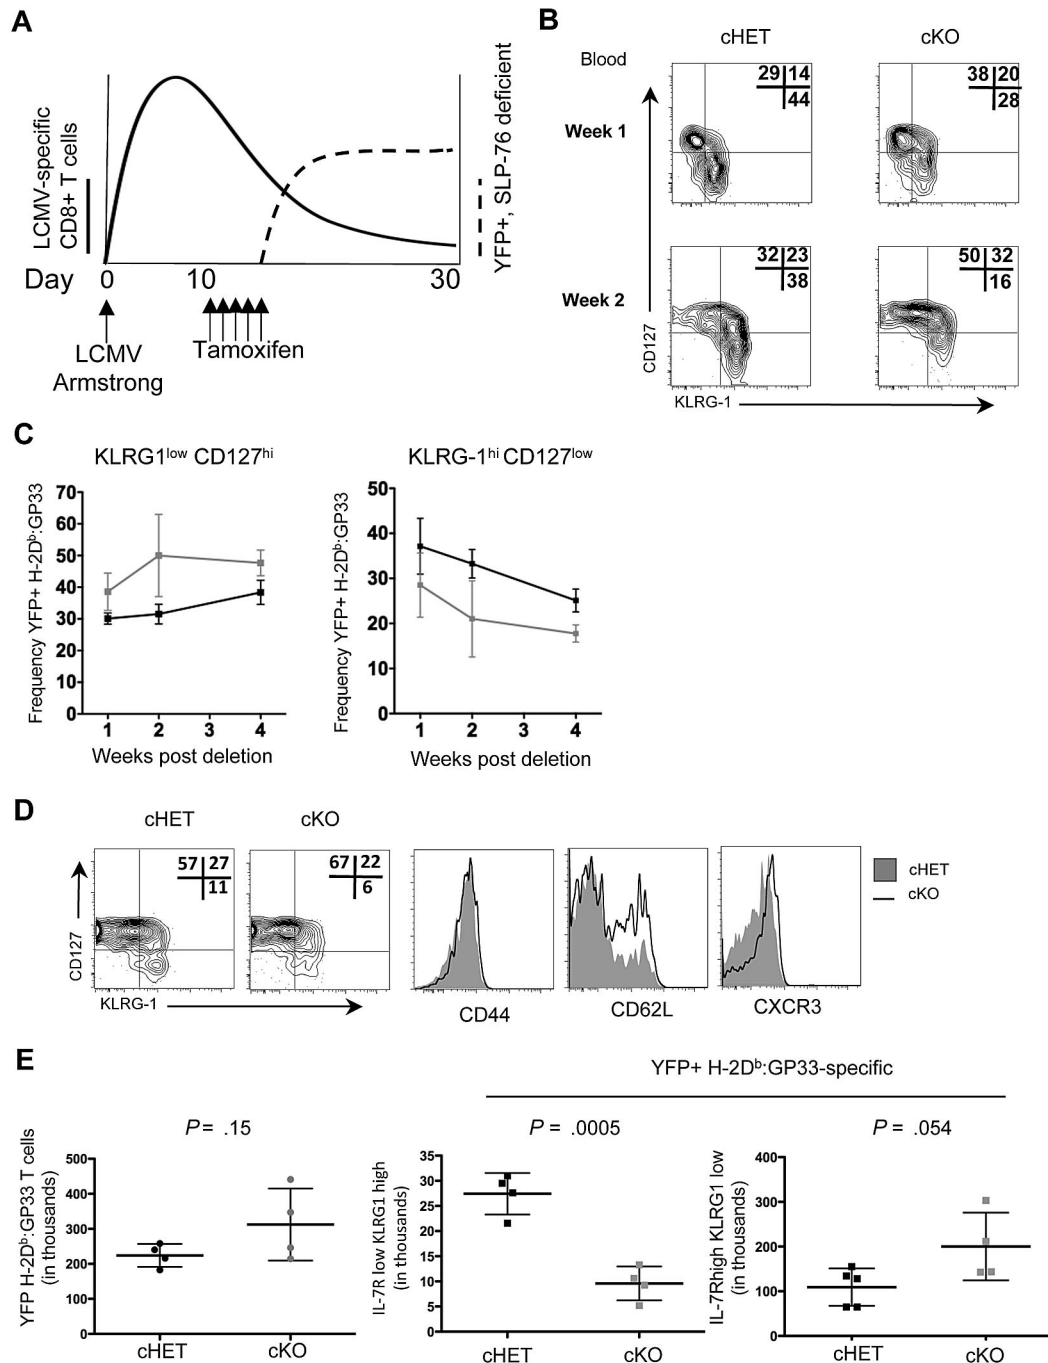 A
LCMV-specific
CD8+ T cells
YFP+, SLP-76 deficient
Day 0 10 30
LCMV
Armstrong
Tamoxifen
B
cHET cKO
Blood
Week 1
29 14
44
38 20
28
Week 2
32 23
38
50 32
16
CD127
KLRG-1
C
KLRG1low CD127hi
Frequency YFP+ H-2Db:GP33
70
60
50
40
30
20
10
0
1 2 3 4
Weeks post deletion
KLRG-1hi CD127low
Frequency YFP+ H-2Db:GP33
50
40
30
20
10
0
1 2 3 4
Weeks post deletion
D
cHET cKO
57 27
11
67 22
6
CD127
KLRG-1
CD44
CD62L
CXCR3
cHET
cKO
E
YFP+ H-2Db:GP33-specific
P = .15
YFP H-2Db:GP33 T cells
(in thousands)
500
400
300
200
100
0
cHET cKO
P = .0005
IL-7R low KLRG1 high
(in thousands)
35
30
25
20
15
10
5
0
cHET cKO
P = .054
IL-7Rhigh KLRG1 low
(in thousands)
400
300
200
100
0
cHET cKO